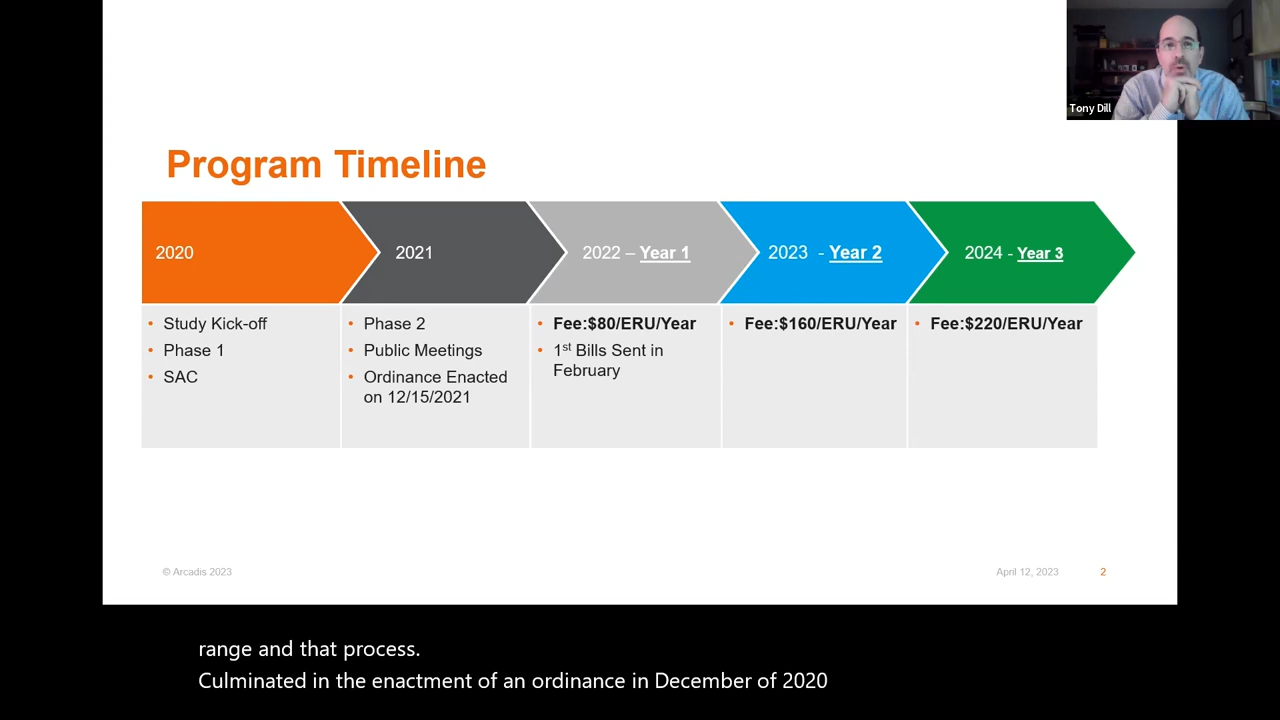 Tony Dill
Program Timeline
2020
2021
2022 – Year 1
2023 - Year 2
2024 - Year 3
• Study Kick-off
• Phase 1
• SAC
• Phase 2
• Public Meetings
• Ordinance Enacted
on 12/15/2021
• Fee:$80/ERU/Year
• 1st Bills Sent in
February
• Fee:$160/ERU/Year
• Fee:$220/ERU/Year
© Arcadis 2023
April 12, 2023
2
range and that process.
Culminated in the enactment of an ordinance in December of 2020